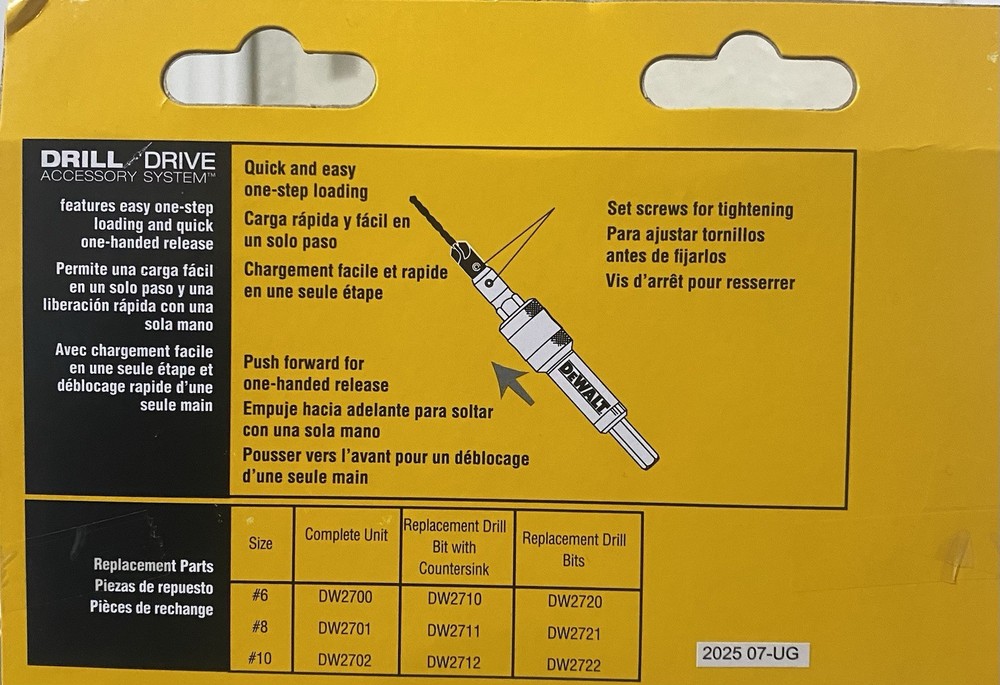 DRILL DRIVE
ACCESSORY SYSTEM™
features easy one-step
loading and quick
one-handed release
Permite una carga fácil
en un solo paso y una
liberación rápida con una
sola mano
Avec chargement facile
en une seule étape et
déblocage rapide d'une
seule main
Quick and easy
one-step loading
Carga rápida y fácil en
un solo paso
Chargement facile et rapide
en une seule étape
Push forward for
one-handed release
Empuje hacia adelante para soltar
con una sola mano
Pousser vers l'avant pour un déblocage
d'une seule main
DEWALT
Set screws for tightening
Para ajustar tornillos
antes de fijarlos
Vis d'arrêt pour resserrer
Replacement Parts
Piezas de repuesto
Pièces de rechange
Size Complete Unit Replacement Drill Bit with Countersink Replacement Drill Bits
#6 DW2700 DW2710 DW2720
#8 DW2701 DW2711 DW2721
#10 DW2702 DW2712 DW2722
2025 07-UG